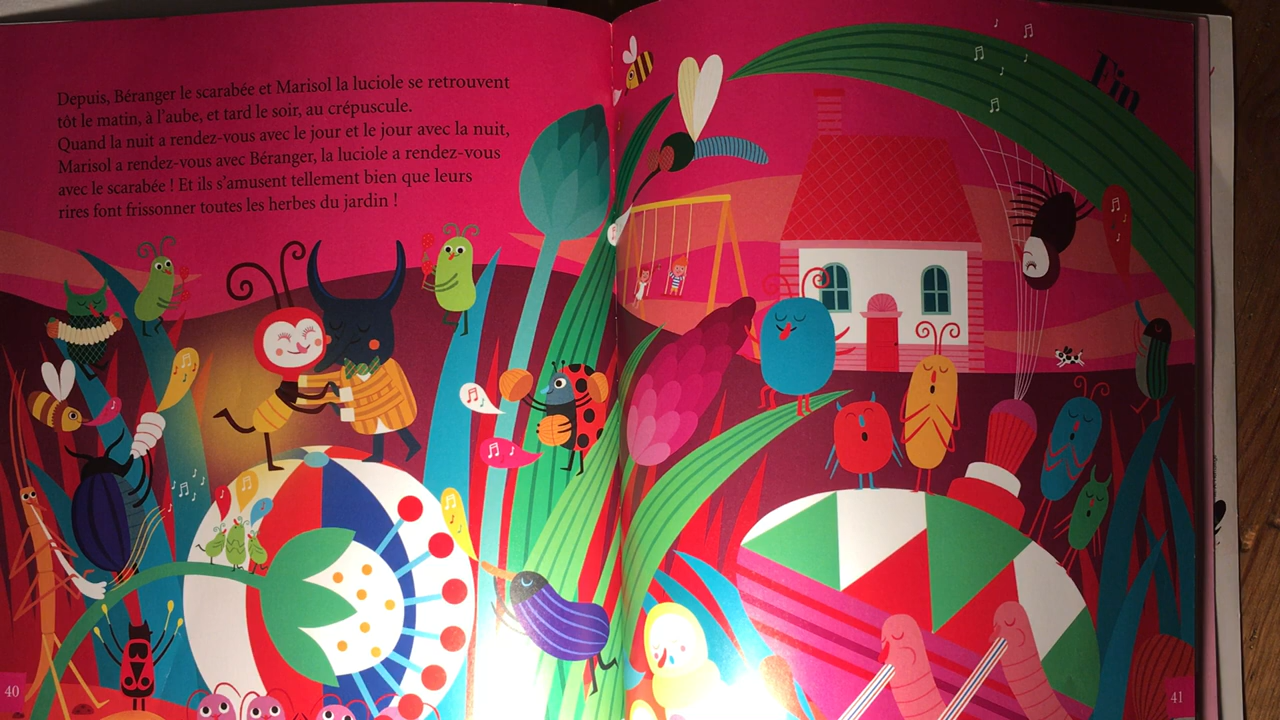 Depuis, Béranger le scarabée et Marisol la luciole se retrouvent
tôt le matin, à l'aube, et tard le soir, au crépuscule.
Quand la nuit a rendez-vous avec le jour et le jour avec la nuit,
Marisol a rendez-vous avec Béranger, la luciole a rendez-vous
avec le scarabée ! Et ils s'amusent tellement bien que leurs
rires font frissonner toutes les herbes du jardin !
Fin
40
41